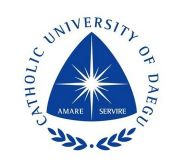 CATHOLIC UNIVERSITY OF DAEGU
AMARE SERVIRE